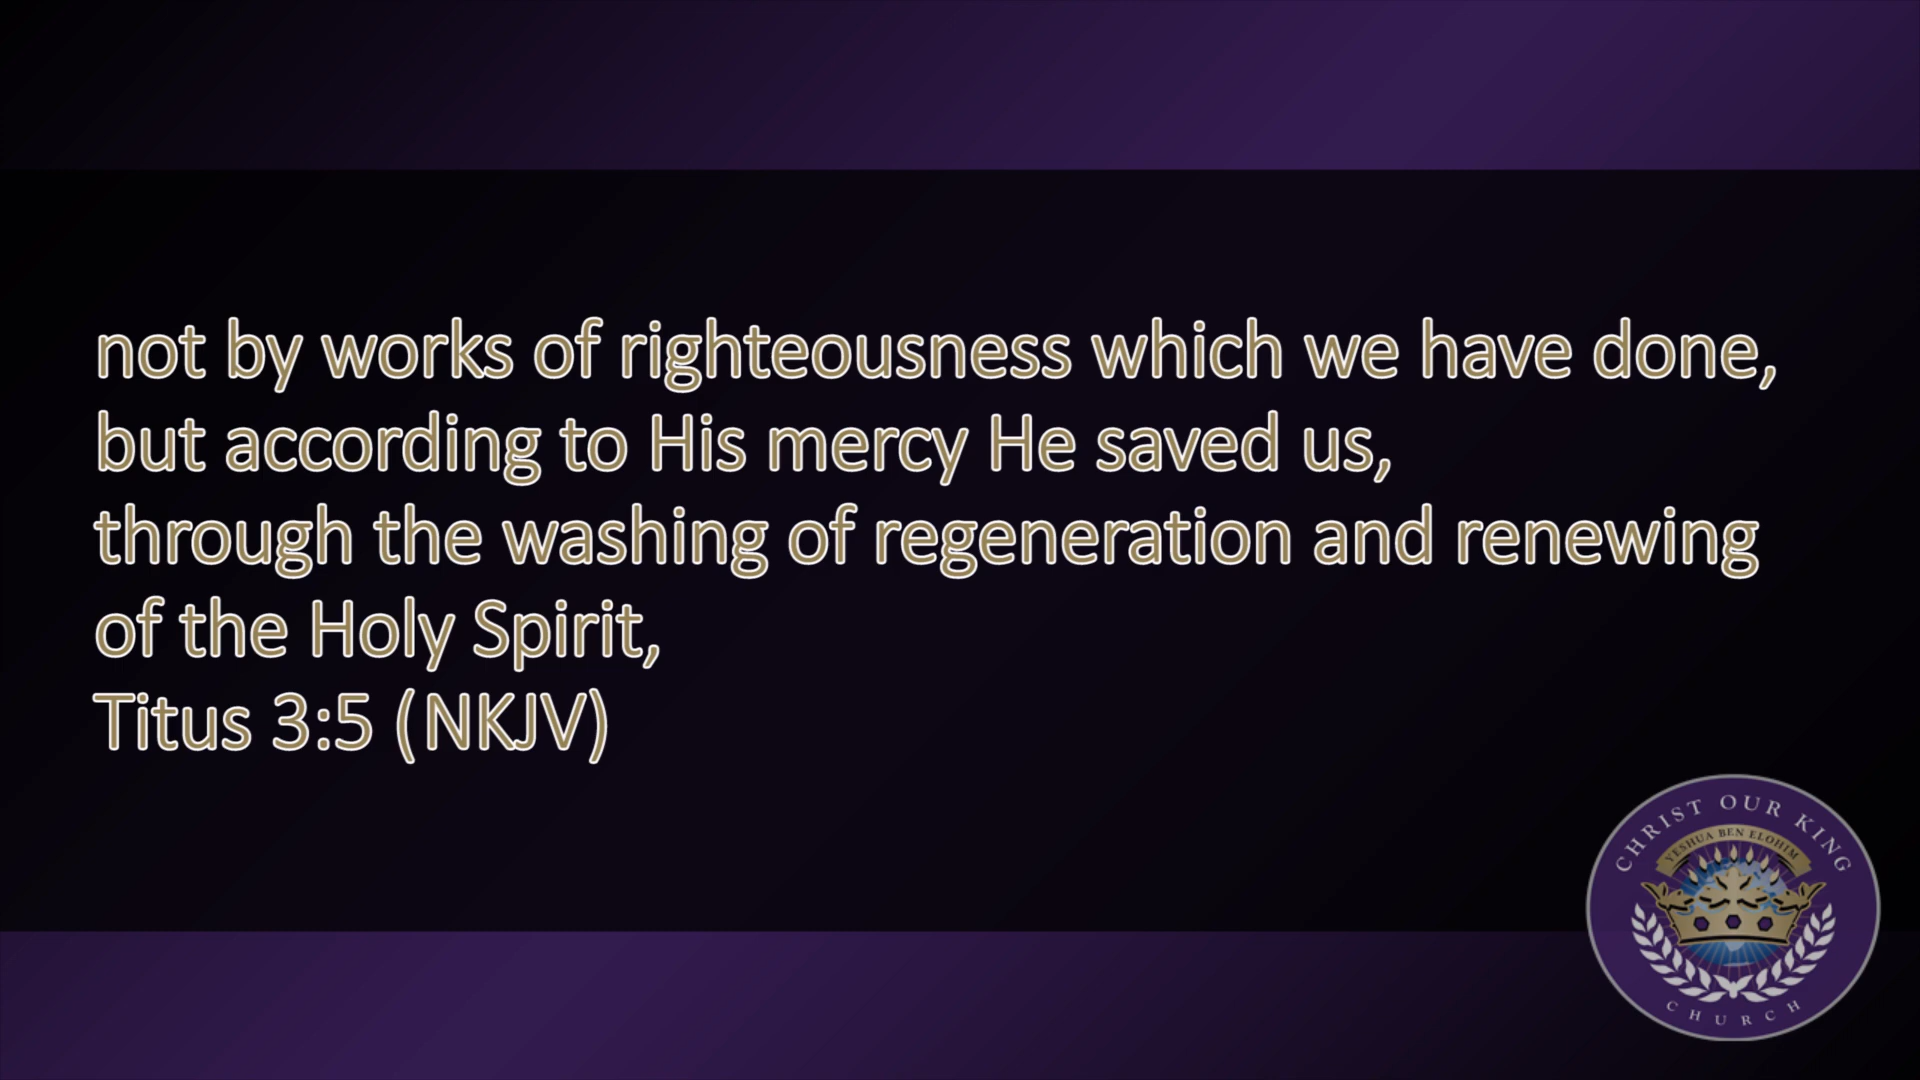 not by works of righteousness which we have done,
but according to His mercy He saved us,
through the washing of regeneration and renewing
of the Holy Spirit,
Titus 3:5 (NKJV)
CHRIST OUR KING
YESHUA BEN ELOHIM
CHURCH